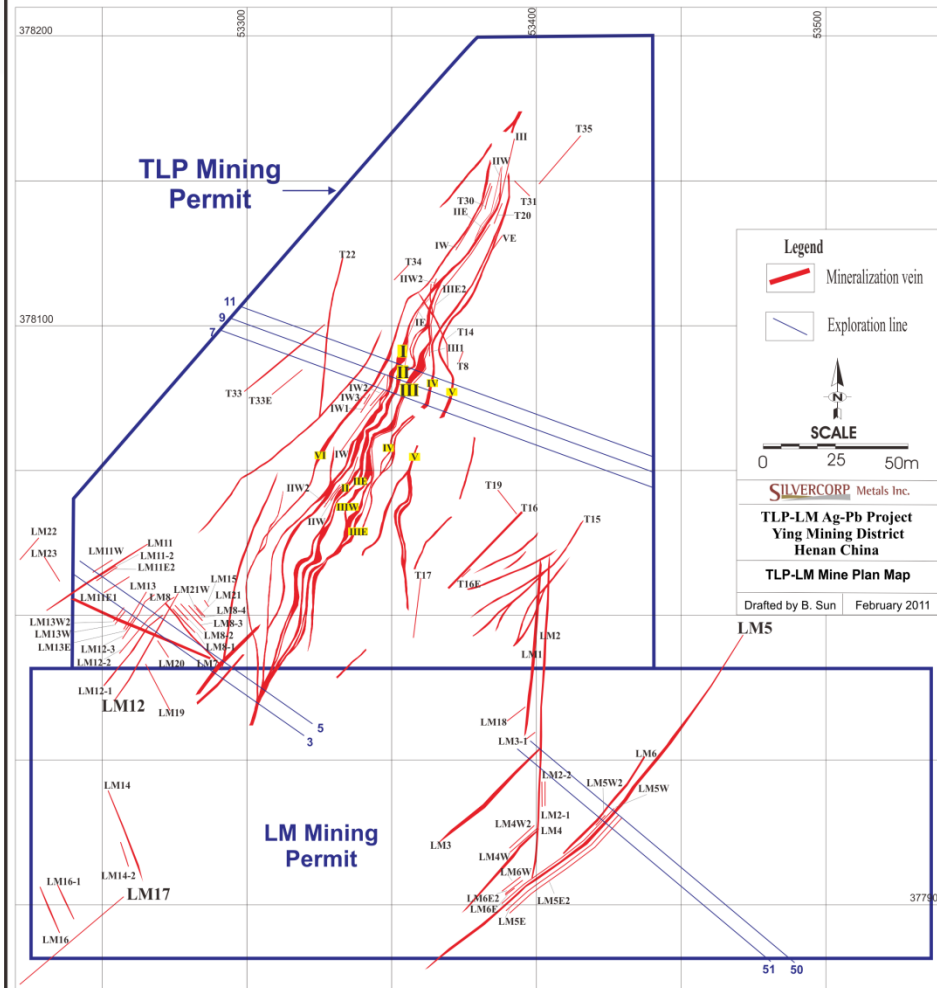 378200
53300
53400
53500
T35
III
TLP Mining
Permit
IIW
T30
IIE
T31
T20
IW
VE
T22
T34
IIW2
IIIE2
11
9
7
378100
IE
T14
I
III1
II
T8
III
IV
V
T33
T33E
IW2
IW3
IW1
VI
IW
IV
V
IIW2
II
IIE
IIIW
IIW
IIIE
T19
T16
T15
T17
T16E
LM22
LM23
LM11W
LM11
LM11-2
LM11E2
LM11E1
LM13
LM8
LM21W
LM15
LM21
LM8-4
LM8-3
LM8-2
LM8-1
LM13W2
LM13W
LM13E
LM12-3
LM12-2
LM20
LM7
LM12-1
LM12
LM19
LM2
LM1
5
3
LM18
LM3-1
LM5
LM6
LM14
LM2-2
LM5W2
LM5W
LM2-1
LM4W2
LM4
LM Mining
Permit
LM3
LM4W
LM6W
LM14-2
LM16-1
LM17
LM6E2
LM6E
LM5E2
LM5E
LM16
37790
51
50
Legend
Mineralization vein
Exploration line
N
SCALE
0 25 50m
SILVERCORP Metals Inc.
TLP-LM Ag-Pb Project
Ying Mining District
Henan China
TLP-LM Mine Plan Map
Drafted by B. Sun February 2011